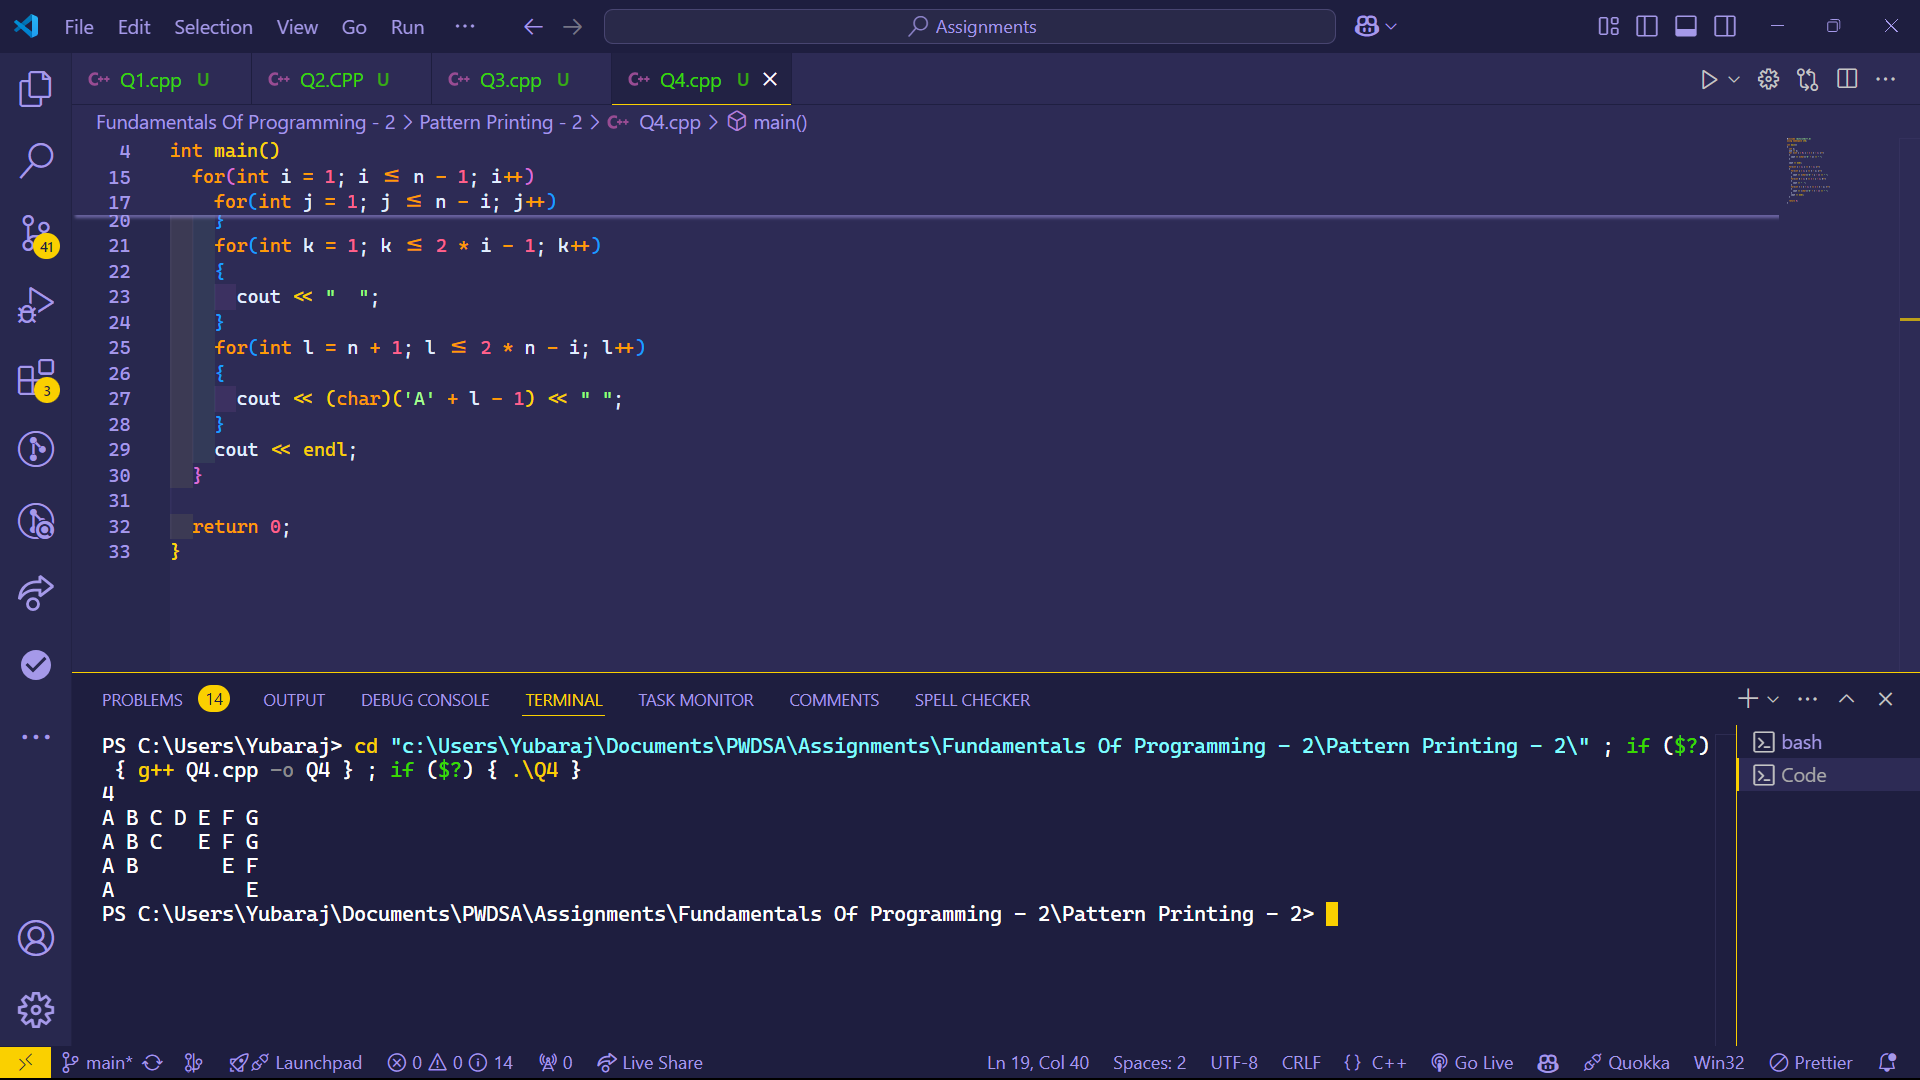 File Edit Selection View Go Run ··· Assignments
C++ Q1.cpp U C++ Q2.CPP U C++ Q3.cpp U C++ Q4.cpp U
Fundamentals Of Programming - 2 > Pattern Printing - 2 > C++ Q4.cpp > main()
4 int main()
15 for(int i = 1; i ≤ n - 1; i++)
17 for(int j = 1; j ≤ n - i; j++)
20 }
21 for(int k = 1; k ≤ 2 * i - 1; k++)
22 {
23 cout << "  ";
24 }
25 for(int l = n + 1; l ≤ 2 * n - i; l++)
26 {
27 cout << (char)('A' + l - 1) << " ";
28 }
29 cout << endl;
30 }
31
32 return 0;
33 }
41
3
PROBLEMS 14 OUTPUT DEBUG CONSOLE TERMINAL TASK MONITOR COMMENTS SPELL CHECKER
PS C:\Users\Yubaraj> cd "c:\Users\Yubaraj\Documents\PWDSA\Assignments\Fundamentals Of Programming - 2\Pattern Printing - 2\" ; if ($?)
{ g++ Q4.cpp -o Q4 } ; if ($?) { .\Q4 }
4
A B C D E F G
A B C   E F G
A B       E F
A           E
PS C:\Users\Yubaraj\Documents\PWDSA\Assignments\Fundamentals Of Programming - 2\Pattern Printing - 2>
bash
Code
main* Launchpad 0 0 14 0 Live Share Ln 19, Col 40 Spaces: 2 UTF-8 CRLF {} C++ Go Live Quokka Win32 Prettier